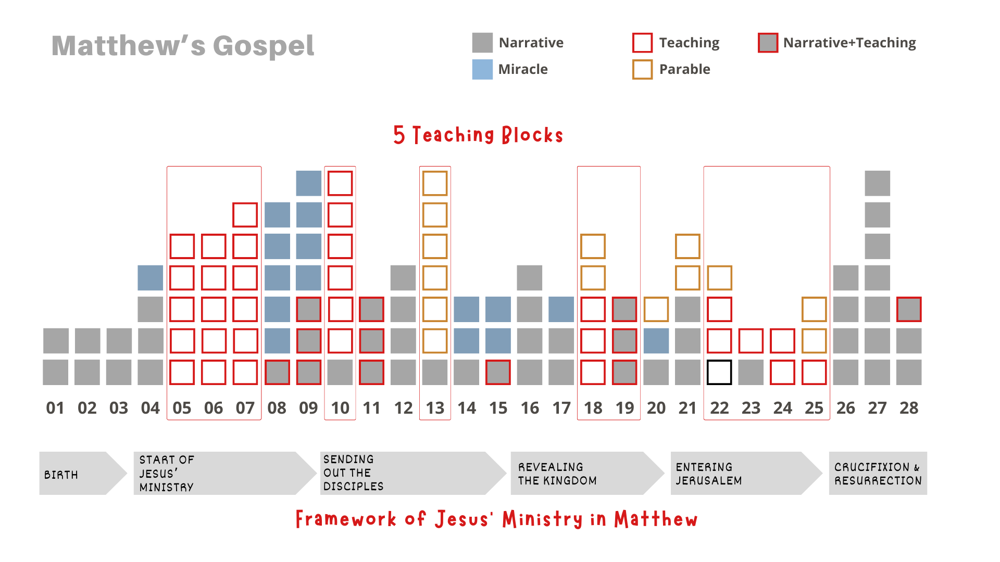 Matthew's Gospel
Narrative
Teaching
Narrative+Teaching
Miracle
Parable
5 Teaching Blocks
01 02 03 04 05 06 07 08 09 10 11 12 13 14 15 16 17 18 19 20 21 22 23 24 25 26 27 28
BIRTH
START OF
JESUS'
MINISTRY
SENDING
OUT THE
DISCIPLES
REVEALING
THE KINGDOM
ENTERING
JERUSALEM
CRUCIFIXION &
RESURRECTION
Framework of Jesus' Ministry in Matthew